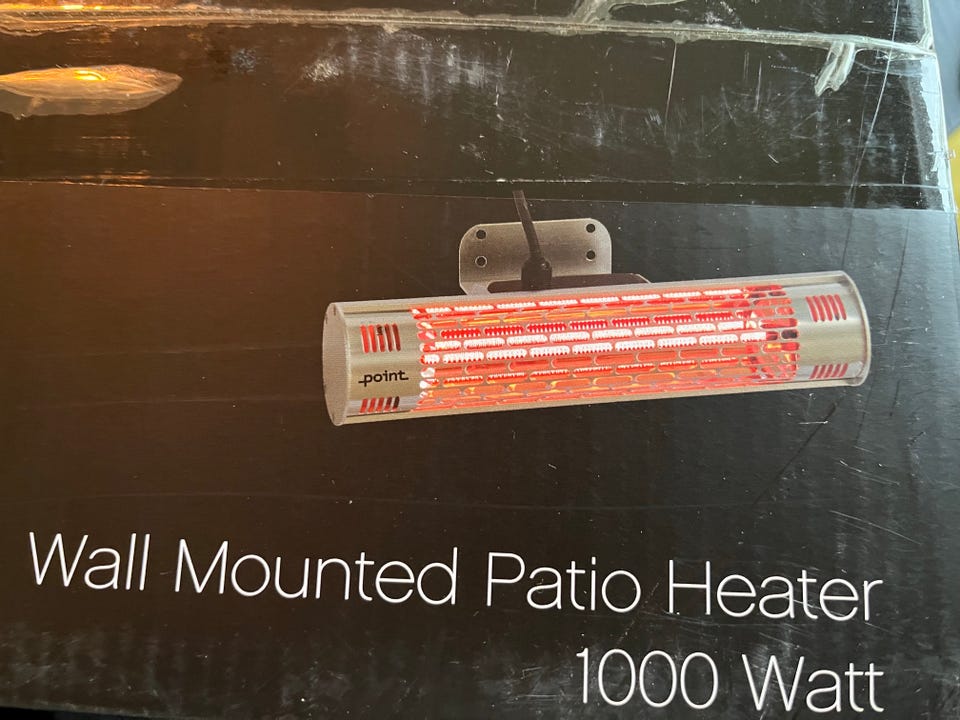 point
Wall Mounted Patio Heater
1000 Watt